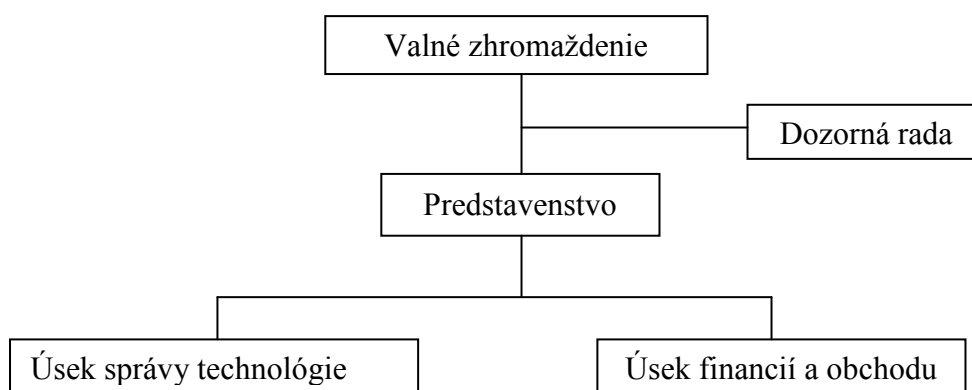 Valné zhromaždenie
Dozorná rada
Predstavenstvo
Úsek správy technológie
Úsek financií a obchodu